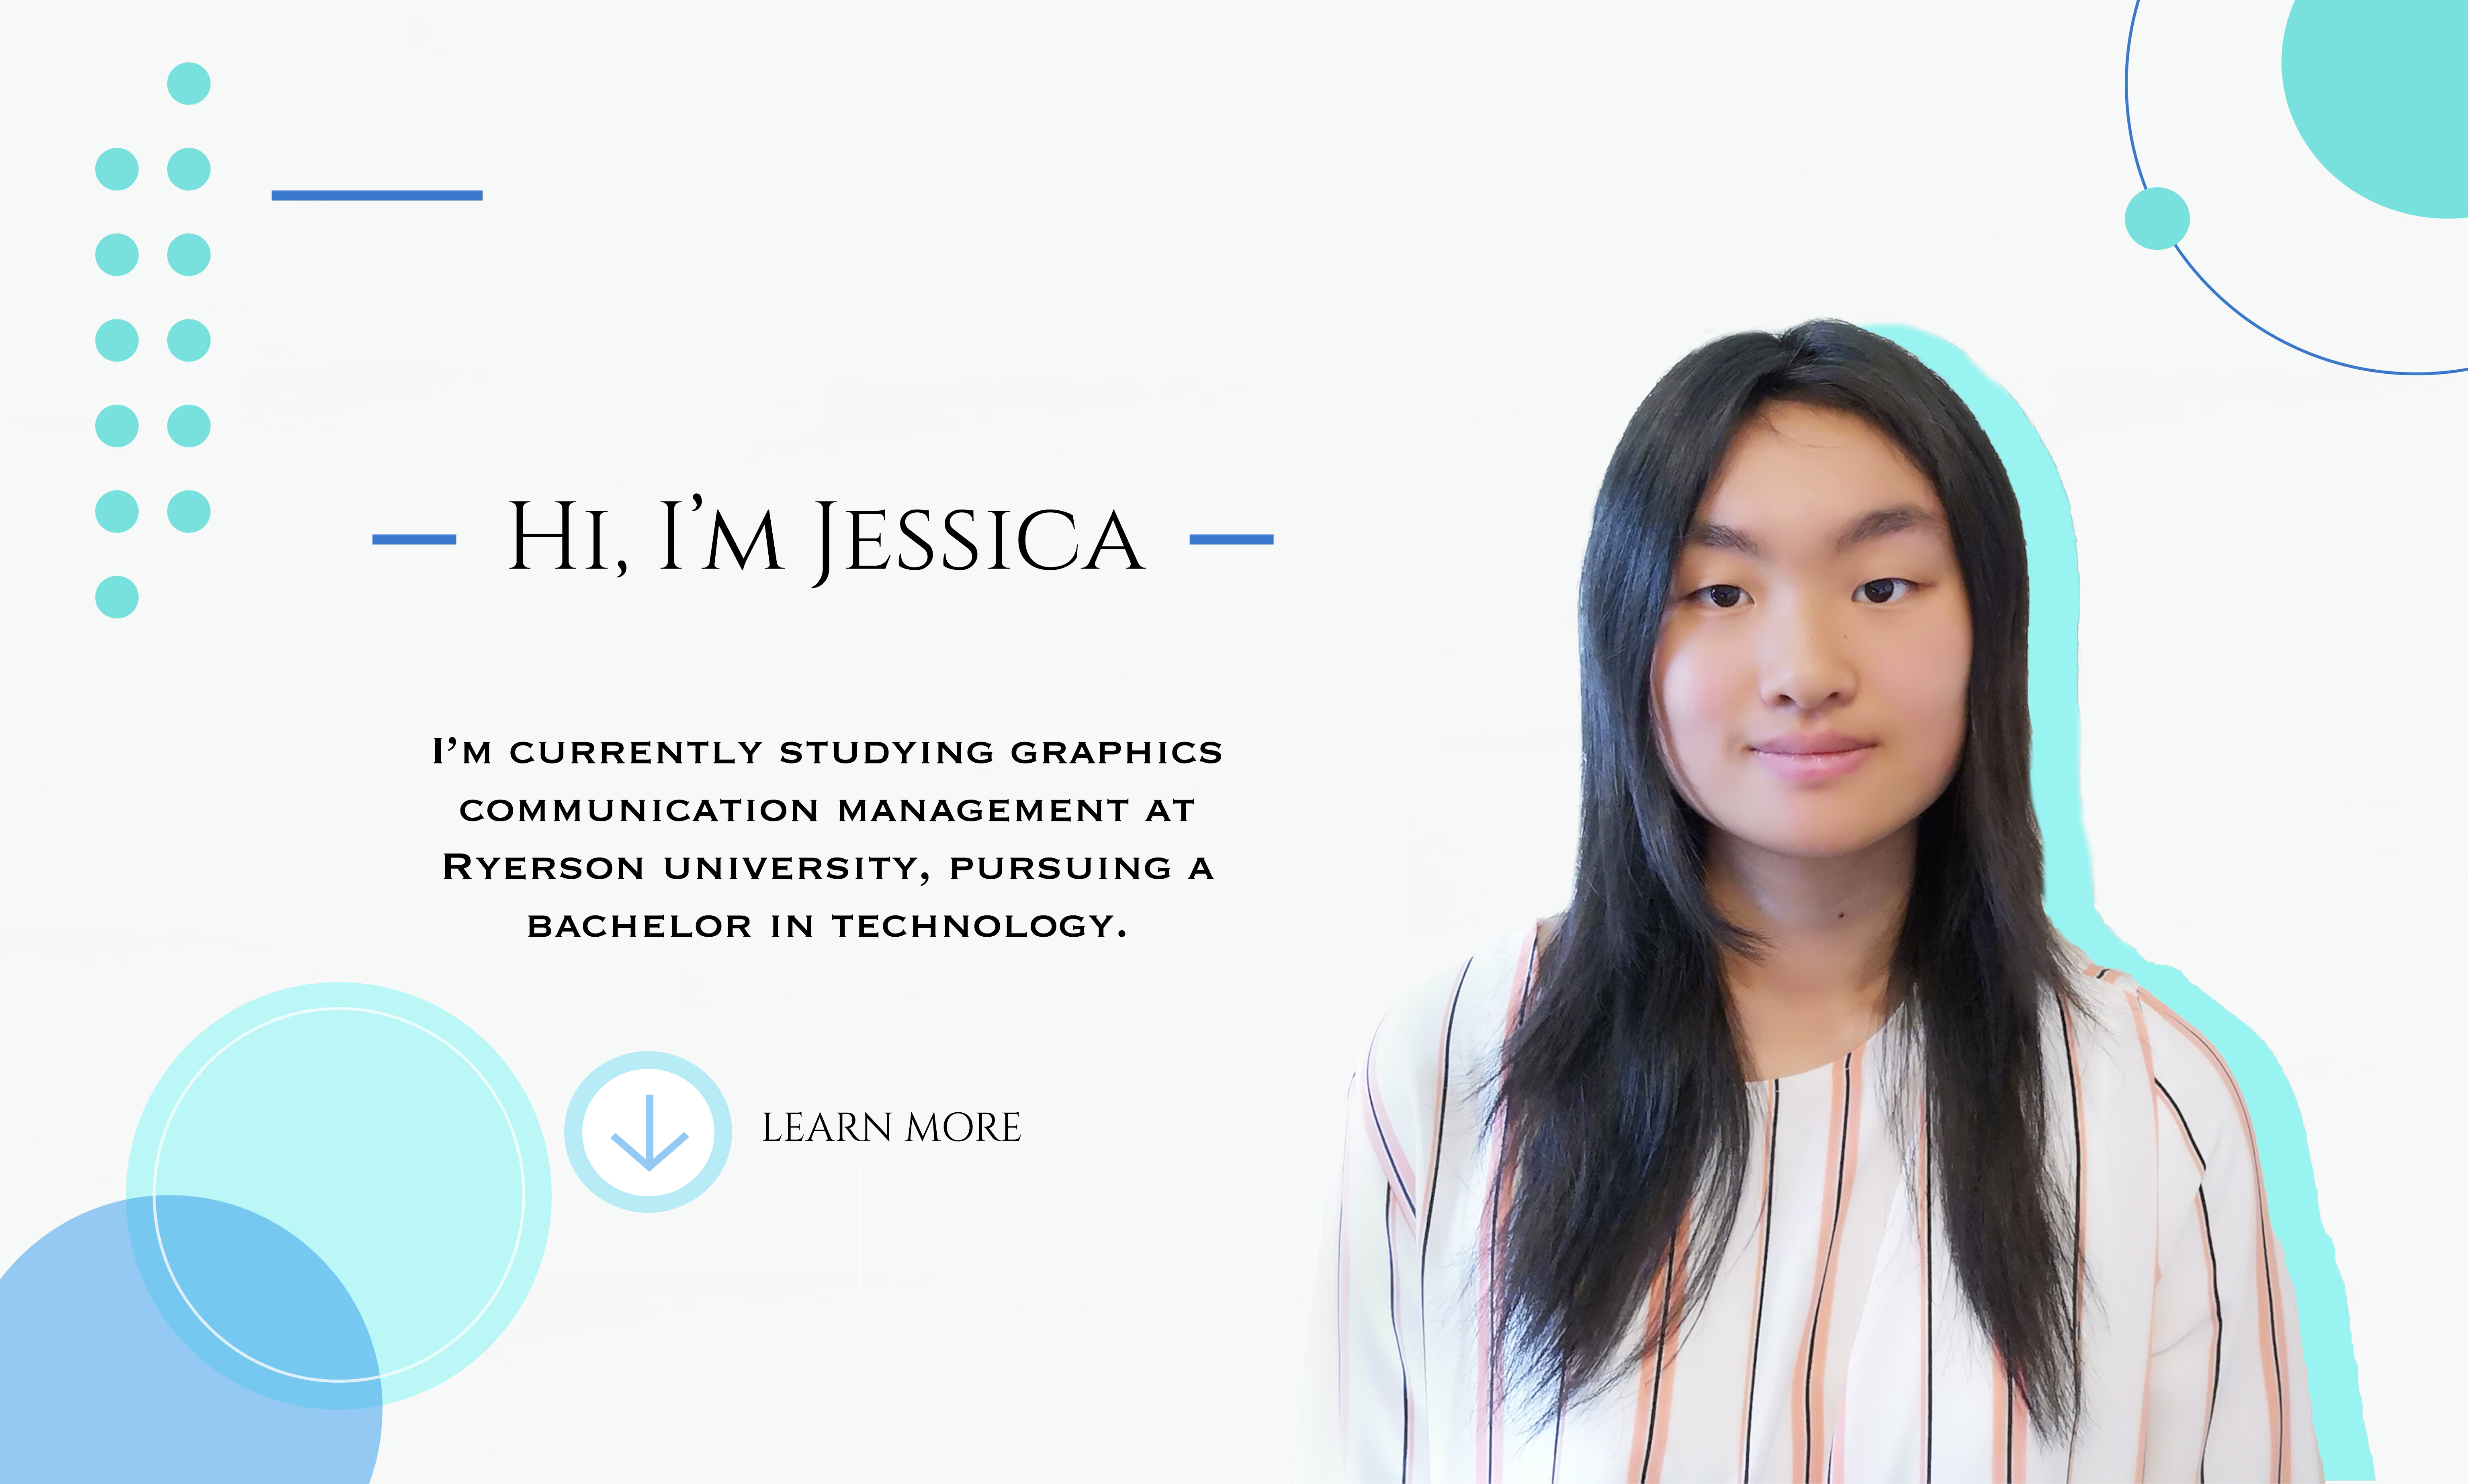 Hi, I’m Jessica
I’m currently studying graphics
communication management at
Ryerson university, pursuing a
bachelor in technology.
LEARN MORE